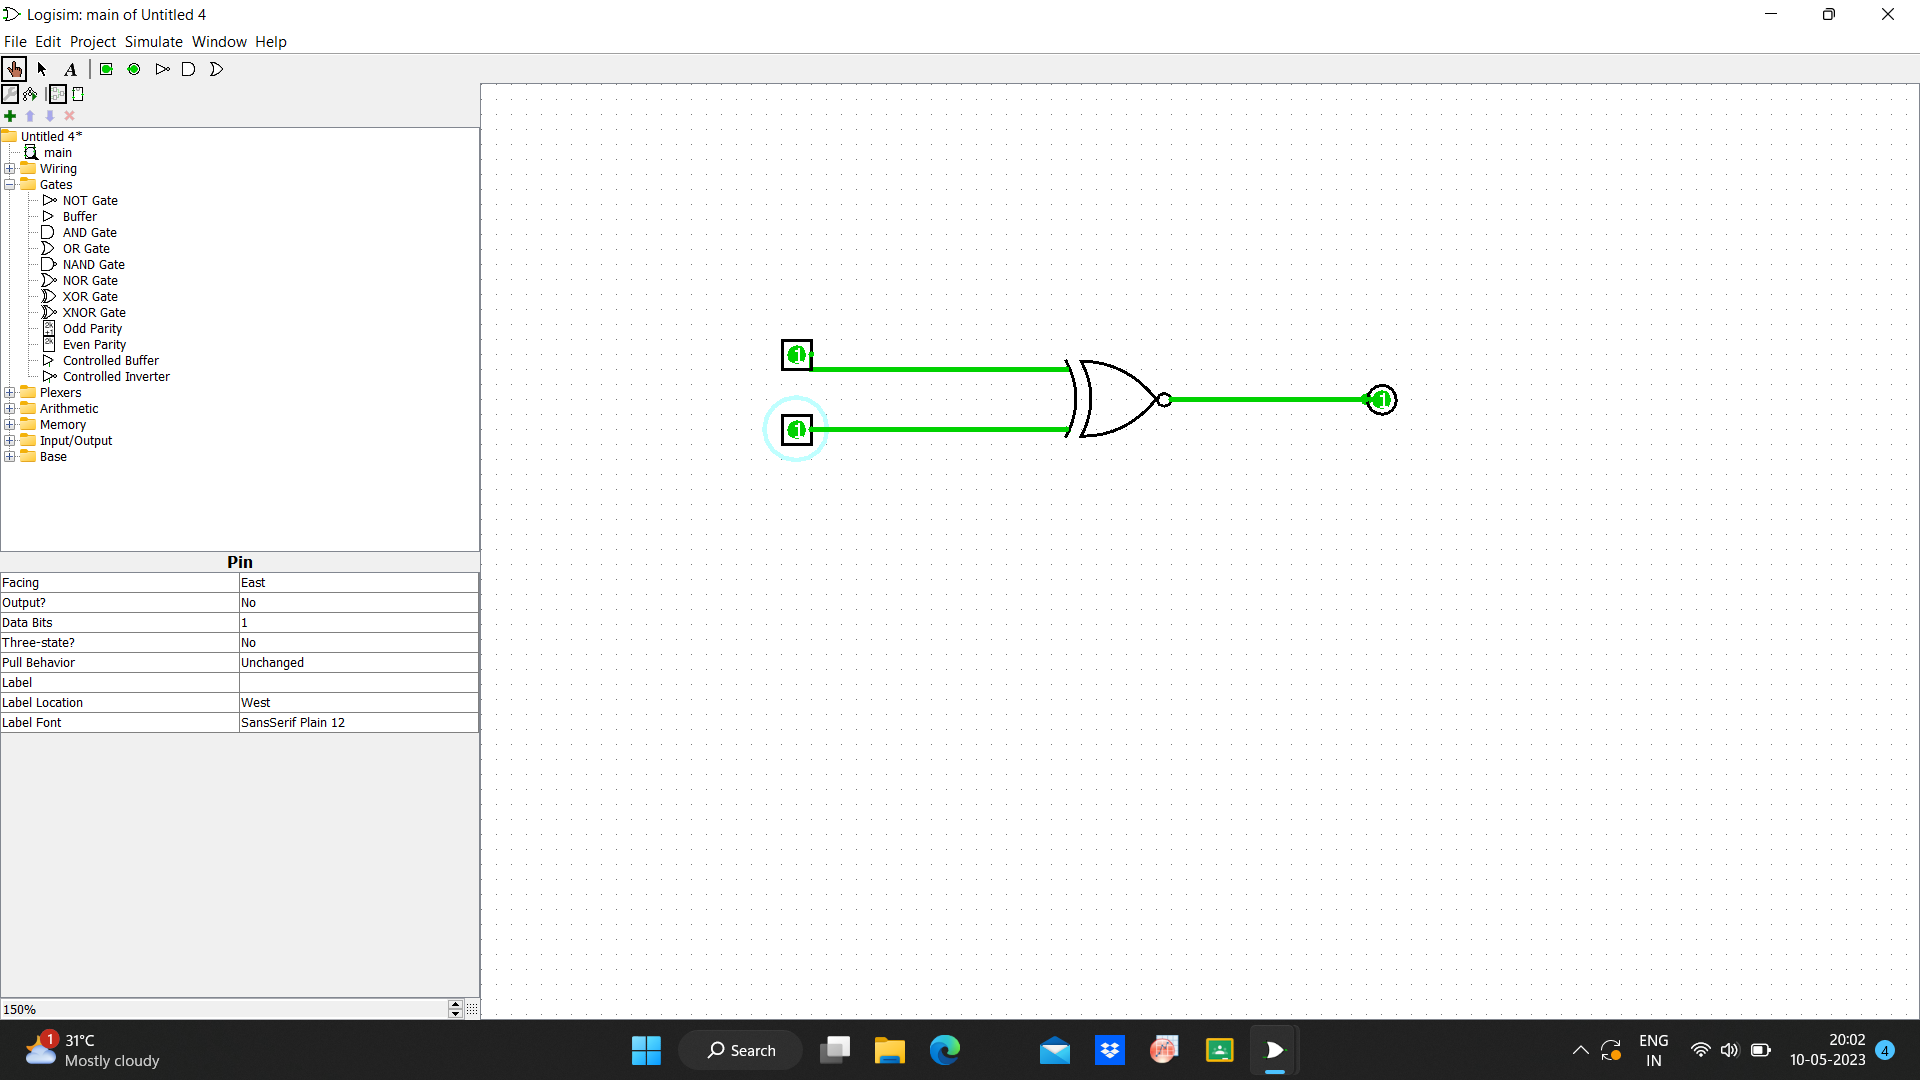 Logisim: main of Untitled 4
File Edit Project Simulate Window Help
A
Untitled 4*
main
Wiring
Gates
NOT Gate
Buffer
AND Gate
OR Gate
NAND Gate
NOR Gate
XOR Gate
XNOR Gate
Odd Parity
Even Parity
Controlled Buffer
Controlled Inverter
Plexers
Arithmetic
Memory
Input/Output
Base
1
1
1
Pin
Facing East
Output? No
Data Bits 1
Three-state? No
Pull Behavior Unchanged
Label
Label Location West
Label Font SansSerif Plain 12
150%
1
31°C
Mostly cloudy
Search
ENG
IN
20:02
10-05-2023
4